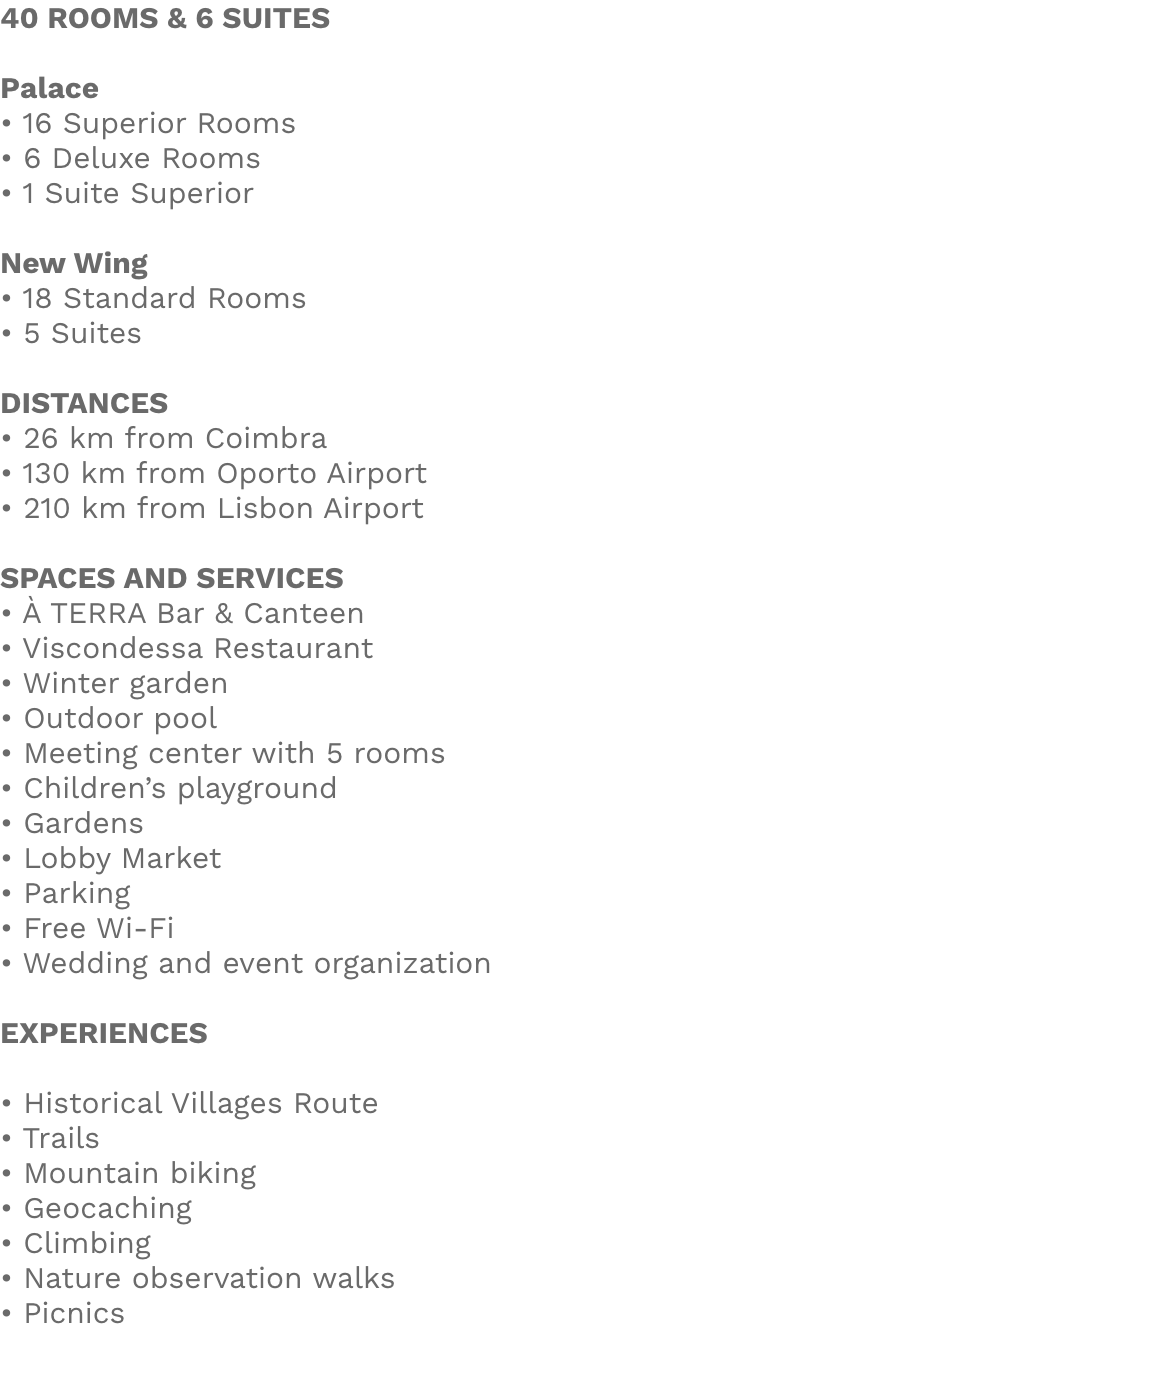 40 ROOMS & 6 SUITES
Palace
• 16 Superior Rooms
• 6 Deluxe Rooms
• 1 Suite Superior
New Wing
• 18 Standard Rooms
• 5 Suites
DISTANCES
• 26 km from Coimbra
• 130 km from Oporto Airport
• 210 km from Lisbon Airport
SPACES AND SERVICES
• À TERRA Bar & Canteen
• Viscondessa Restaurant
• Winter garden
• Outdoor pool
• Meeting center with 5 rooms
• Children’s playground
• Gardens
• Lobby Market
• Parking
• Free Wi-Fi
• Wedding and event organization
EXPERIENCES
• Historical Villages Route
• Trails
• Mountain biking
• Geocaching
• Climbing
• Nature observation walks
• Picnics